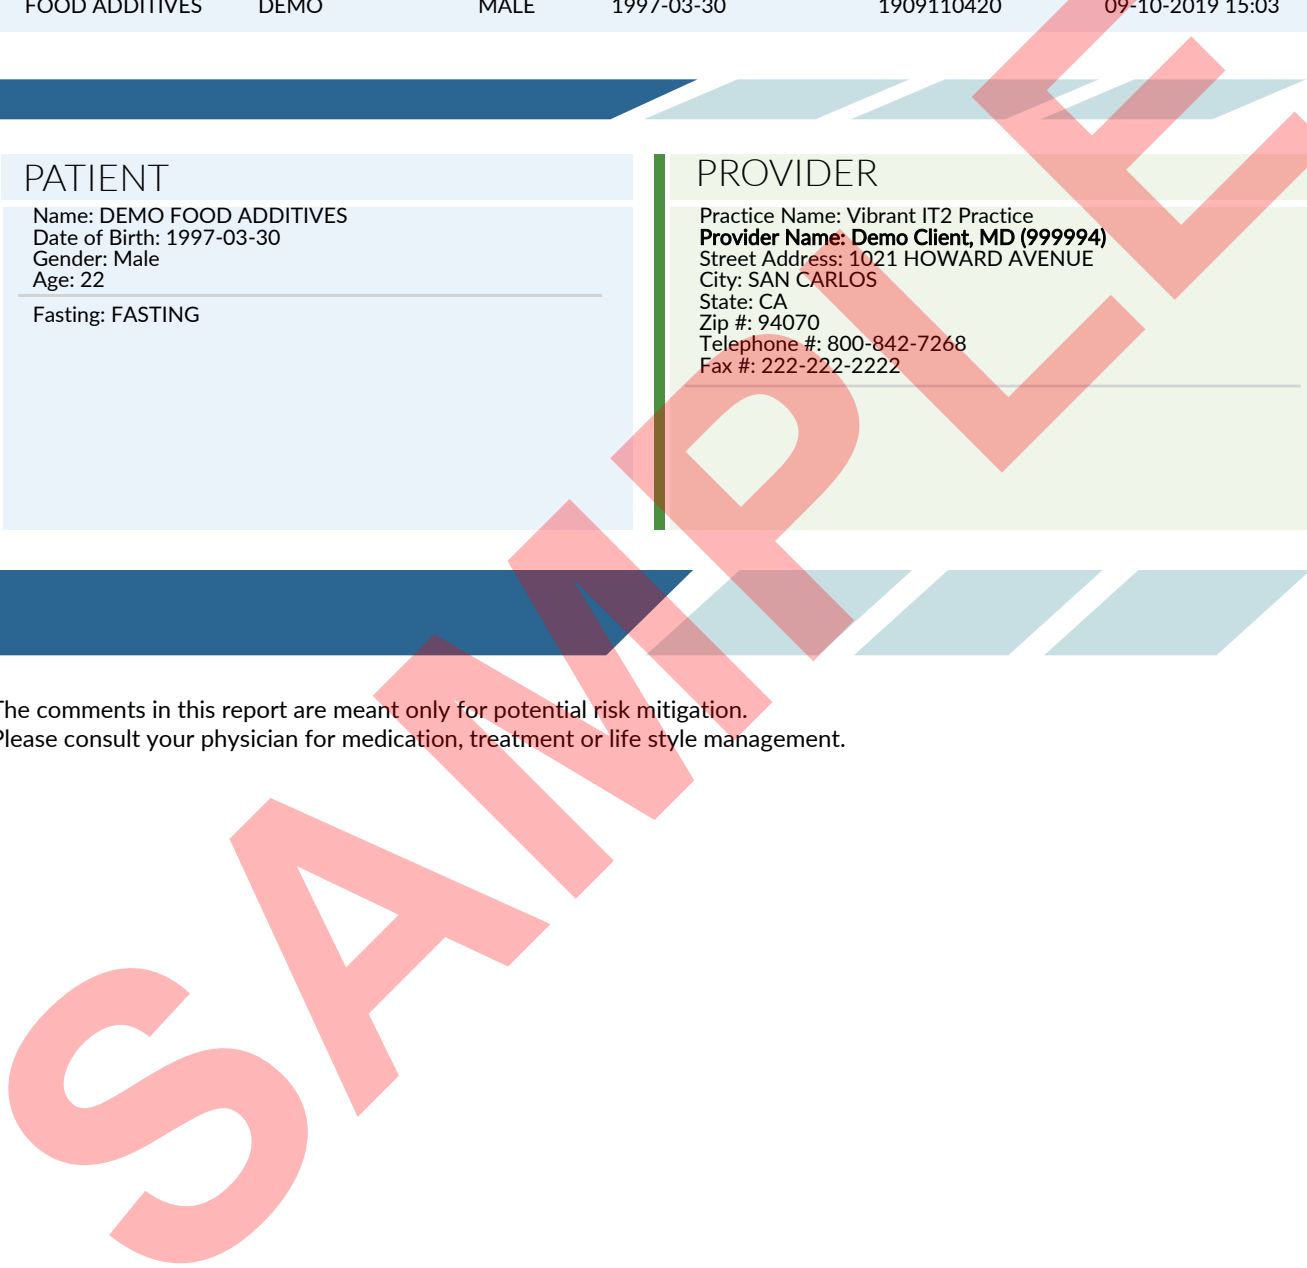 FOOD ADDITIVES DEMO MALE 1997-03-30 1909110420 09-10-2019 15:03
PATIENT
Name: DEMO FOOD ADDITIVES
Date of Birth: 1997-03-30
Gender: Male
Age: 22
Fasting: FASTING
PROVIDER
Practice Name: Vibrant IT2 Practice
Provider Name: Demo Client, MD (999994)
Street Address: 1021 HOWARD AVENUE
City: SAN CARLOS
State: CA
Zip #: 94070
Telephone #: 800-842-7268
Fax #: 222-222-2222
The comments in this report are meant only for potential risk mitigation.
Please consult your physician for medication, treatment or life style management.
SAMPLE